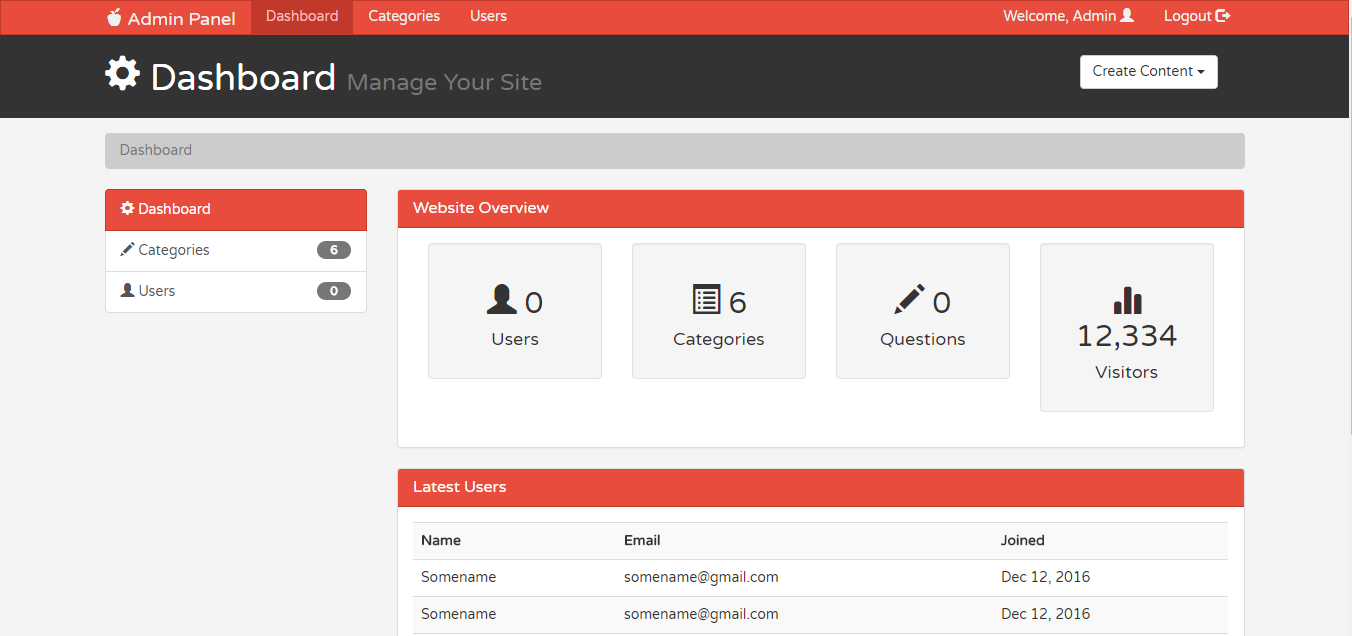 Admin Panel Dashboard Categories Users Welcome, Admin Logout
Dashboard Manage Your Site Create Content
Dashboard
Dashboard
Categories 6
Users 0
Website Overview
0
Users
6
Categories
0
Questions
12,334
Visitors
Latest Users
Name Email Joined
Somename somename@gmail.com Dec 12, 2016
Somename somename@gmail.com Dec 12, 2016